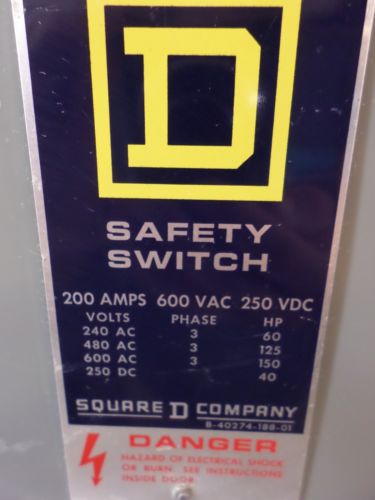 D
SAFETY
SWITCH
200 AMPS 600 VAC 250 VDC
VOLTS PHASE HP
240 AC 3 60
480 AC 3 125
600 AC 3 150
250 DC 40
SQUARE D COMPANY
B-40274-188-01
DANGER
HAZARD OF ELECTRICAL SHOCK
OR BURN. SEE INSTRUCTIONS
INSIDE DOOR.